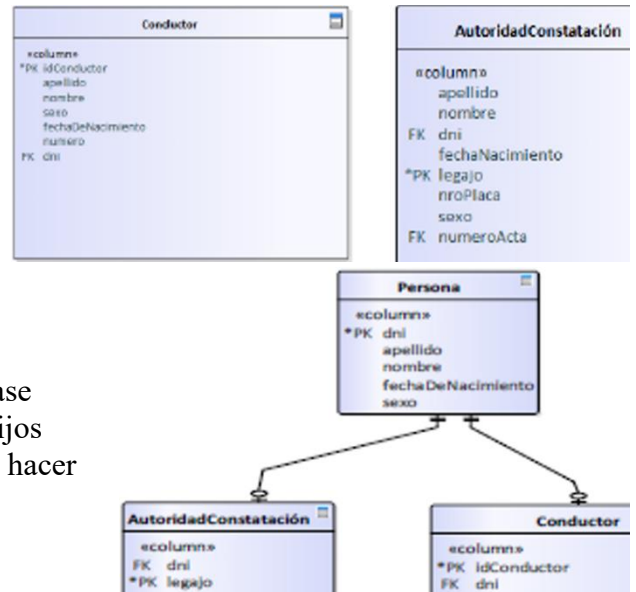 Conductor
«column»
*PK idConductor
apellido
nombre
sexo
fechaDeNacimiento
numero
FK dni
AutoridadConstatación
«column»
apellido
nombre
FK dni
fechaNacimiento
*PK legajo
nroPlaca
sexo
FK numeroActa
Persona
«column»
*PK dni
apellido
nombre
fechaDeNacimiento
sexo
ase
ijos
hacer
AutoridadConstatación
«column»
FK dni
*PK legajo
Conductor
«column»
*PK idConductor
FK dni